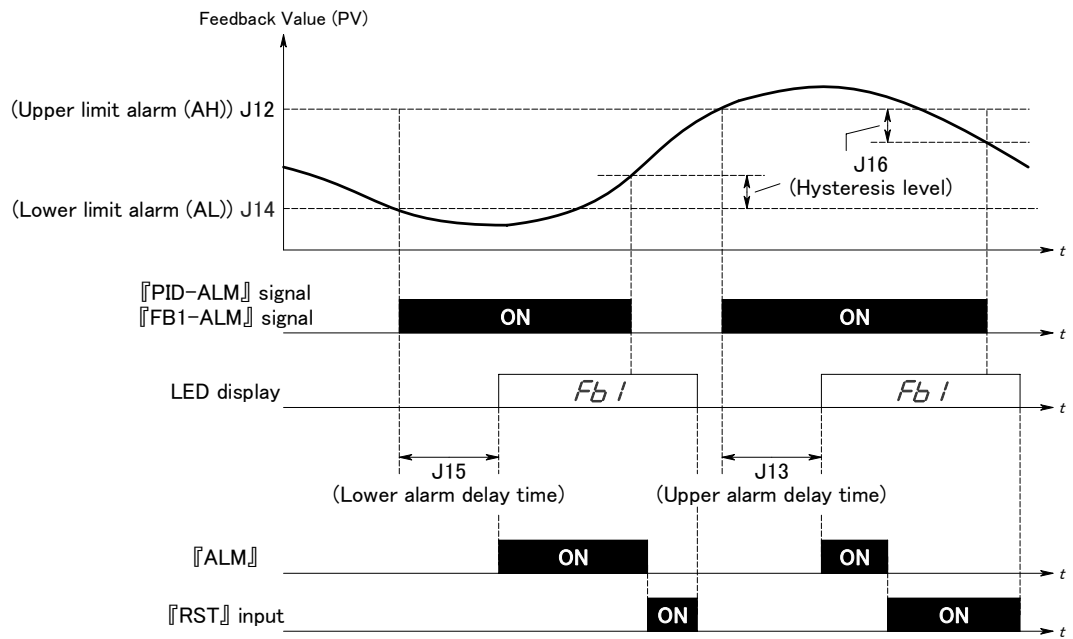 Feedback Value (PV)
(Upper limit alarm (AH)) J12
J16
(Hysteresis level)
(Lower limit alarm (AL)) J14
t
『PID-ALM』 signal
『FB1-ALM』 signal
ON
ON
t
LED display
Fb1
Fb1
t
J15
(Lower alarm delay time)
J13
(Upper alarm delay time)
『ALM』
ON
ON
t
『RST』 input
ON
ON
t